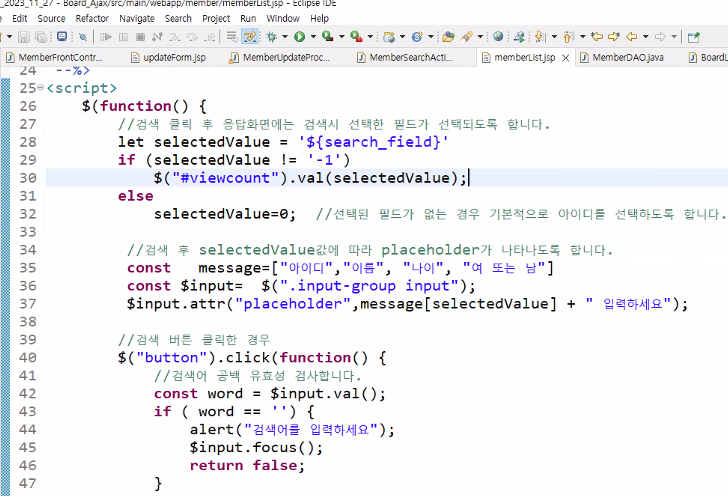 _2023_11_27 - Board_Ajax/src/main/webapp/member/memberList.jsp - Eclipse IDE
Edit Source Refactor Navigate Search Project Run Window Help
MemberFrontContr... updateForm.jsp MemberUpdateProc... MemberSearchActi... memberList.jsp MemberDAO.java BoardL
24 --%>
25 <script>
26 $(function() {
27 //검색 클릭 후 응답화면에는 검색시 선택한 필드가 선택되도록 합니다.
28 let selectedValue = '${search_field}'
29 if (selectedValue != '-1')
30 $("#viewcount").val(selectedValue);
31 else
32 selectedValue=0; //선택된 필드가 없는 경우 기본적으로 아이디를 선택하도록 합니다.
33
34 //검색 후 selectedValue값에 따라 placeholder가 나타나도록 합니다.
35 const message=["아이디","이름", "나이", "여 또는 남"]
36 const $input= $(".input-group input");
37 $input.attr("placeholder",message[selectedValue] + " 입력하세요");
38
39 //검색 버튼 클릭한 경우
40 $("button").click(function() {
41 //검색어 공백 유효성 검사합니다.
42 const word = $input.val();
43 if ( word == '') {
44 alert("검색어를 입력하세요");
45 $input.focus();
46 return false;
47 }